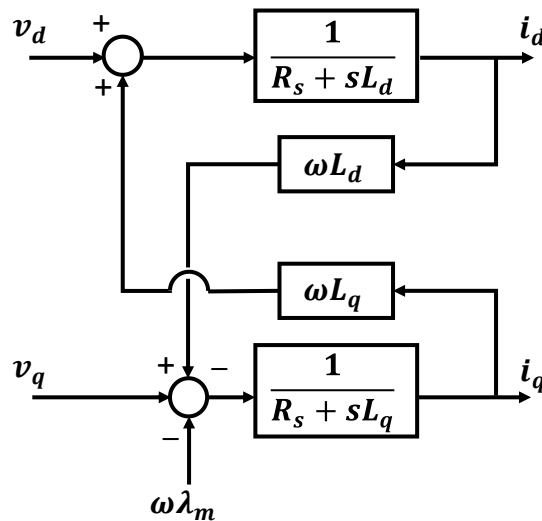 v_d + i_d
+
1
R_s + sL_d
ωL_d
ωL_q
v_q + − i_q
1
R_s + sL_q
−
ωλ_m